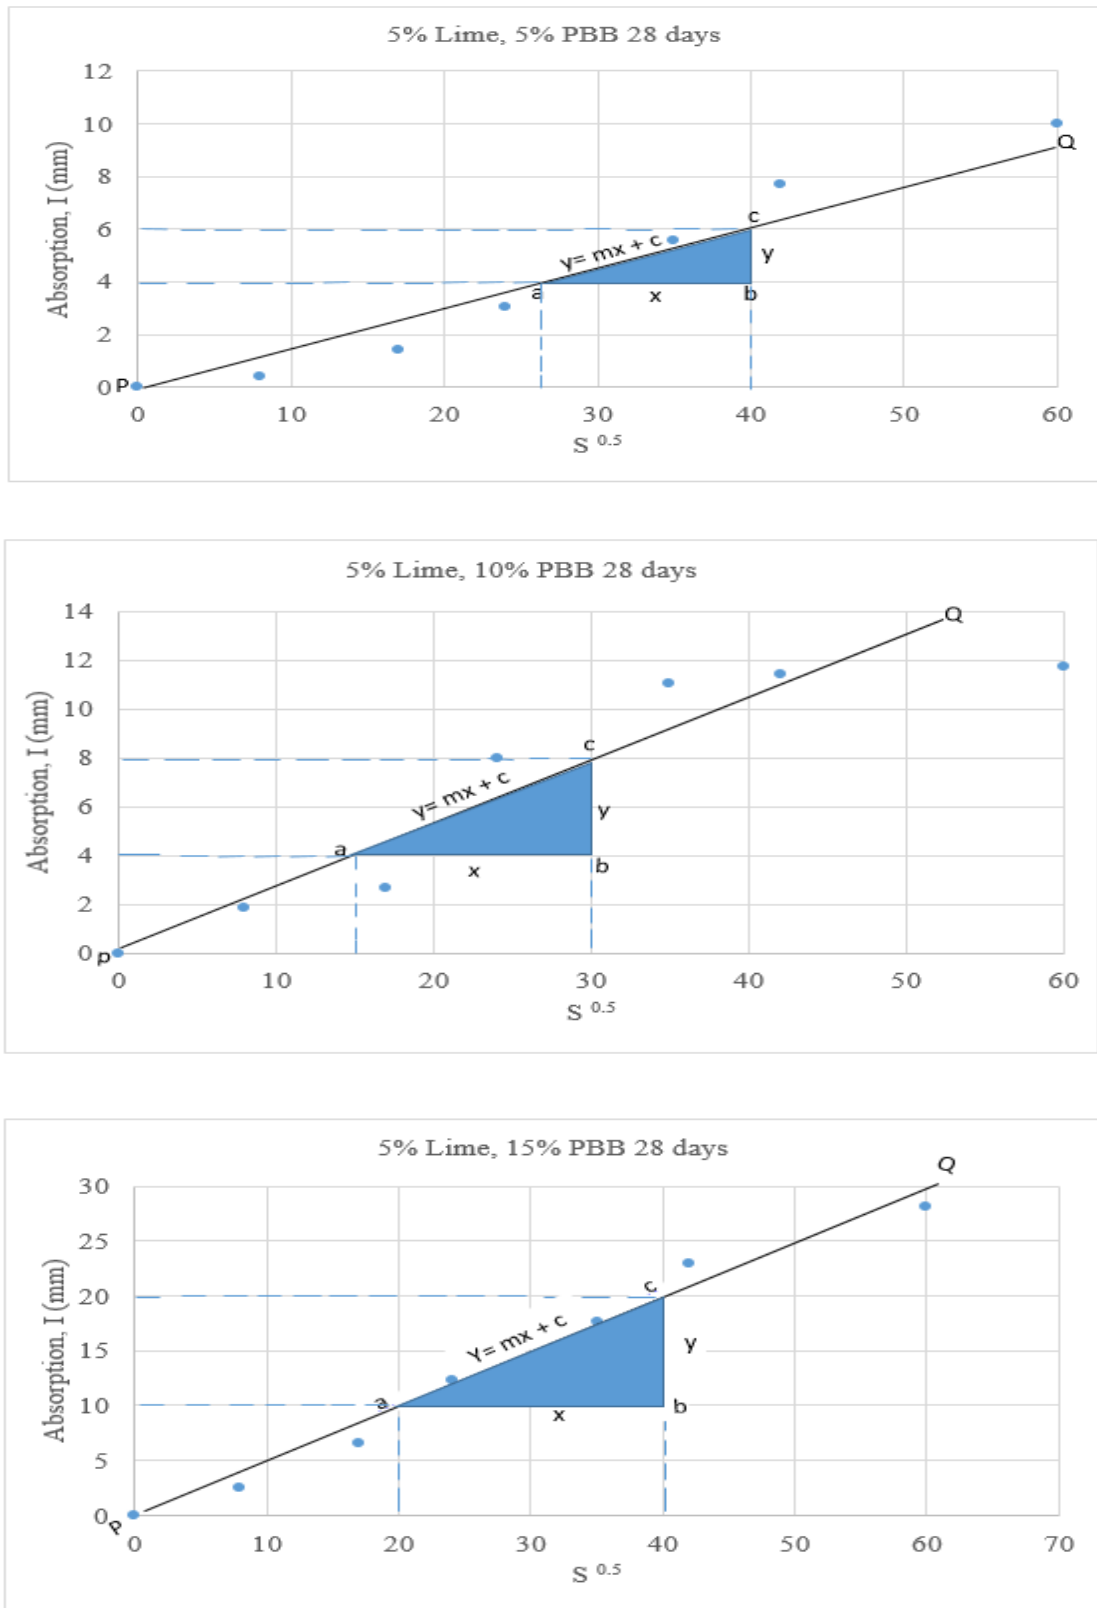 5% Lime, 5% PBB 28 days
12
10
8
6
4
2
0
Absorption, I (mm)
P
Q
y= mx + c
a
b
c
x
y
0 10 20 30 40 50 60
S 0.5
5% Lime, 10% PBB 28 days
14
12
10
8
6
4
2
0
Absorption, I (mm)
p
Q
y= mx + c
a
b
c
x
y
0 10 20 30 40 50 60
S 0.5
5% Lime, 15% PBB 28 days
30
25
20
15
10
5
0
Absorption, I (mm)
P
Q
Y= mx + c
a
b
c
x
y
0 10 20 30 40 50 60 70
S 0.5